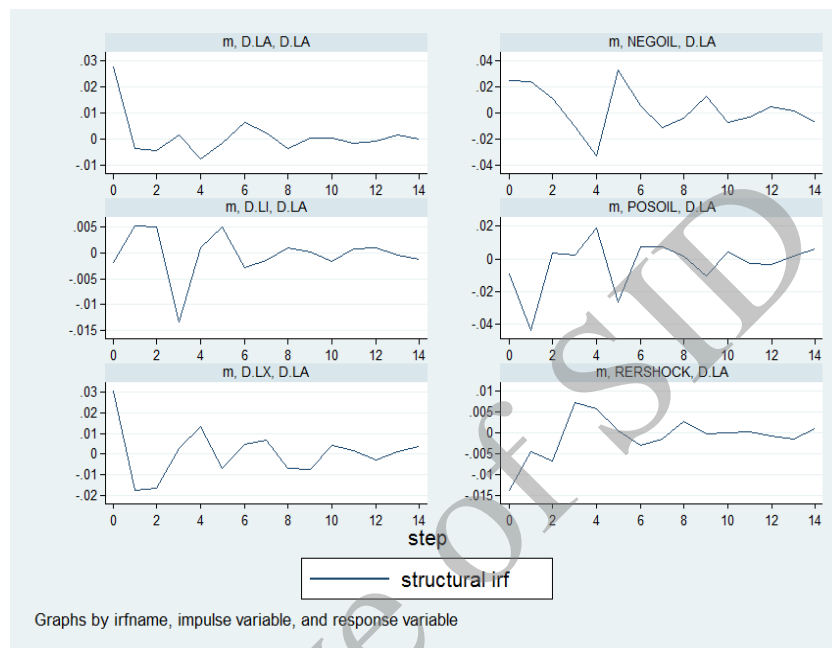 m, D.LA, D.LA
.03
.02
.01
0
-.01
0 2 4 6 8 10 12 14
m, NEGOIL, D.LA
.04
.02
0
-.02
-.04
0 2 4 6 8 10 12 14
m, D.LI, D.LA
.005
0
-.005
-.01
-.015
0 2 4 6 8 10 12 14
m, POSOIL, D.LA
.02
0
-.02
-.04
0 2 4 6 8 10 12 14
m, D.LX, D.LA
.03
.02
.01
0
-.01
-.02
0 2 4 6 8 10 12 14
m, RERSHOCK, D.LA
.01
.005
0
-.005
-.01
-.015
0 2 4 6 8 10 12 14
step
structural irf
Graphs by irfname, impulse variable, and response variable
e of SID